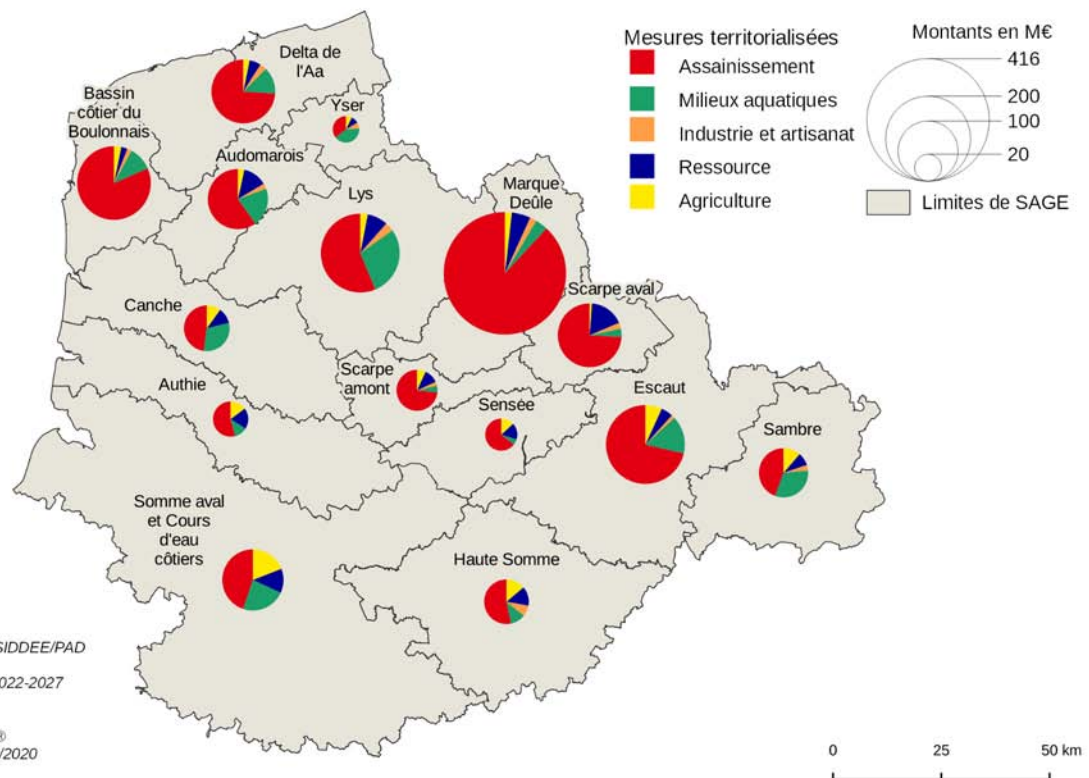 Mesures territorialisées
Assainissement
Milieux aquatiques
Industrie et artisanat
Ressource
Agriculture
Montants en M€
416
200
100
20
Limites de SAGE
Delta de
l'Aa
Yser
Bassin
côtier du
Boulonnais
Audomarois
Lys
Marque
Deûle
Scarpe aval
Canche
Scarpe
amont
Authie
Sensée
Escaut
Sambre
Somme aval
et Cours
d'eau
côtiers
Haute Somme
SIDDEE/PAD
022-2027
®
/2020
0 25 50 km